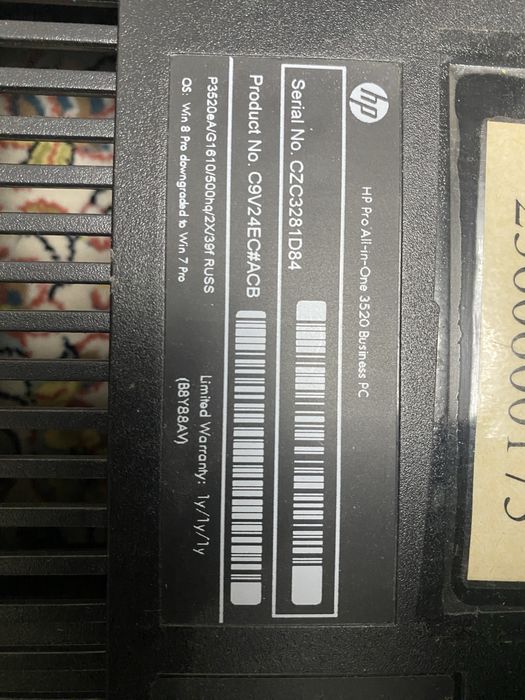 hp
HP Pro All-in-One 3520 Business PC
Serial No. CZC3281D84
Product No. C9V24EC#ACB
P3520eA/G1610/500hq/2X/39f RUSS
Limited Warranty: 1y/1y/1y
OS: Win 8 Pro downgraded to Win 7 Pro
(B8Y88AV)